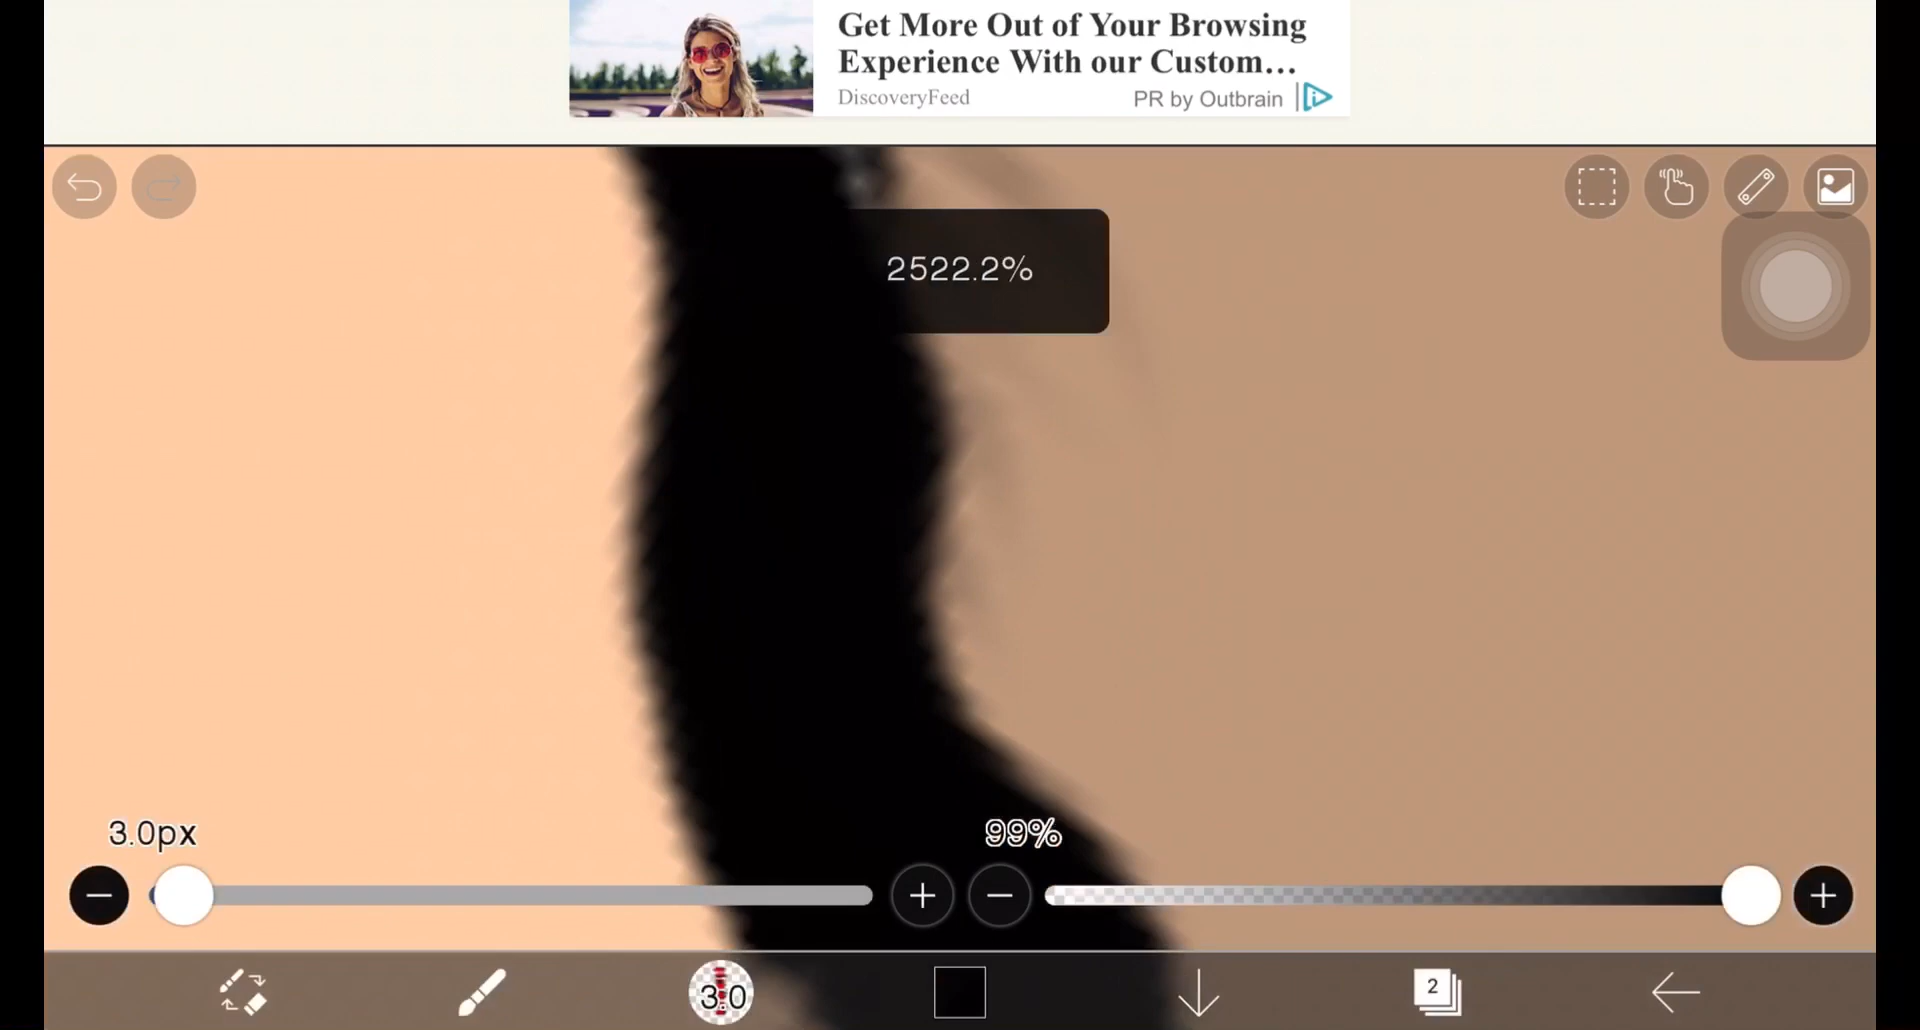 Get More Out of Your Browsing
Experience With our Custom...
DiscoveryFeed
PR by Outbrain
2522.2%
3.0px
99%
3.0
2